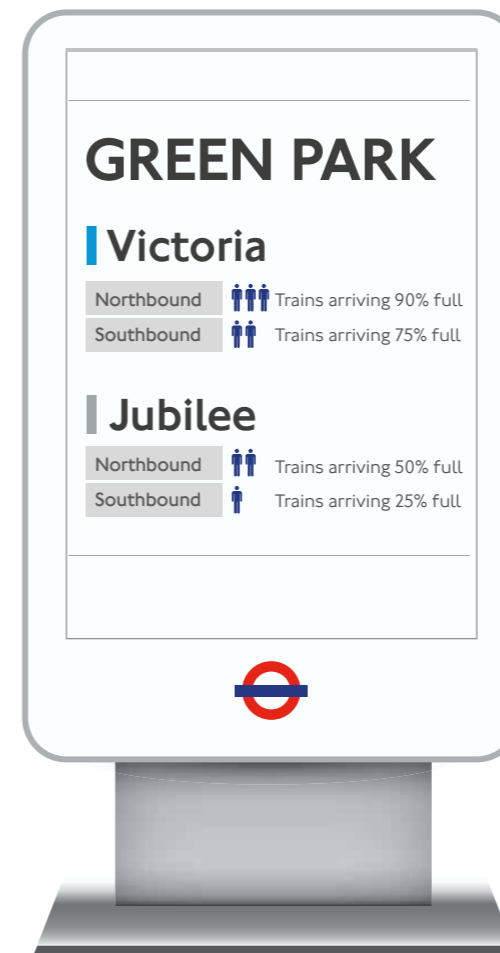 GREEN PARK
Victoria
Northbound Trains arriving 90% full
Southbound Trains arriving 75% full
Jubilee
Northbound Trains arriving 50% full
Southbound Trains arriving 25% full